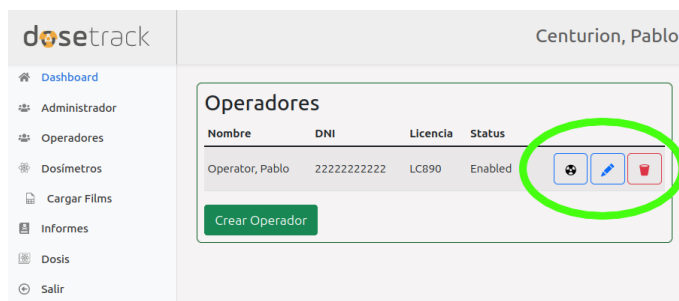 dosetrack
Centurion, Pablo
Dashboard
Administrador
Operadores
Dosímetros
Cargar Films
Informes
Dosis
Salir
Operadores
Nombre DNI Licencia Status
Operator, Pablo 22222222222 LC890 Enabled
Crear Operador